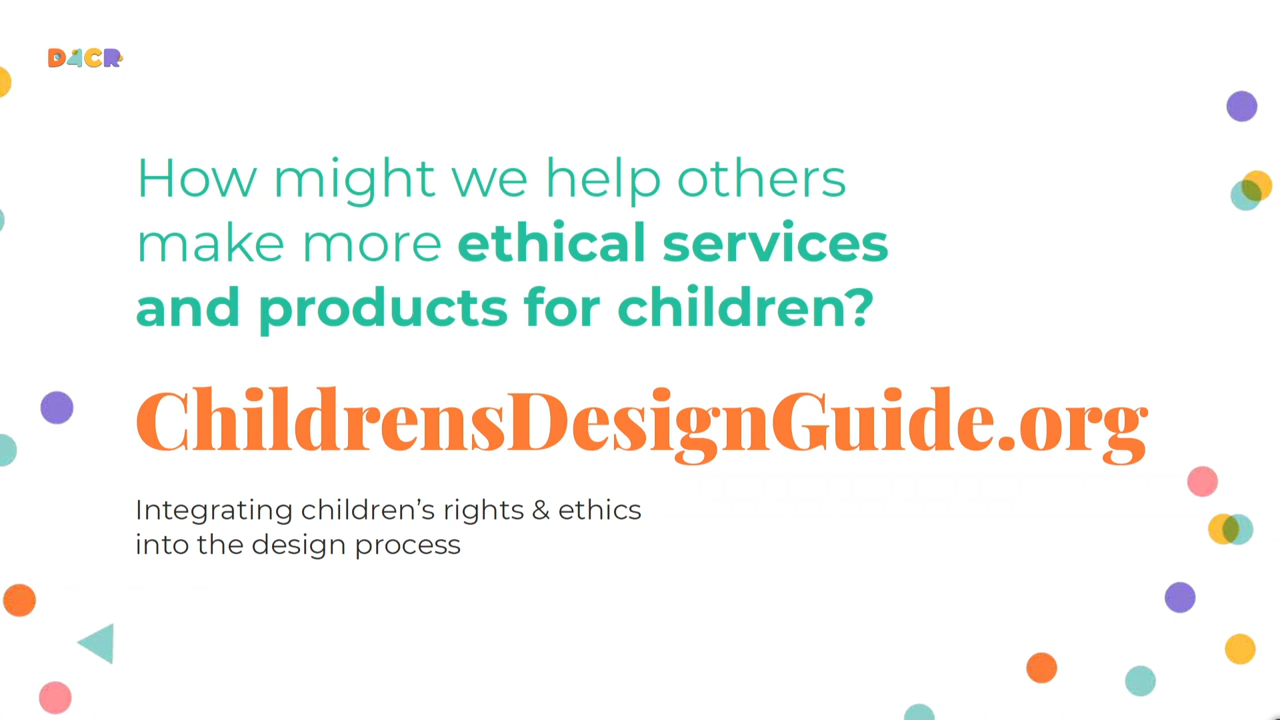 D4CR
How might we help others
make more ethical services
and products for children?
ChildrensDesignGuide.org
Integrating children’s rights & ethics
into the design process